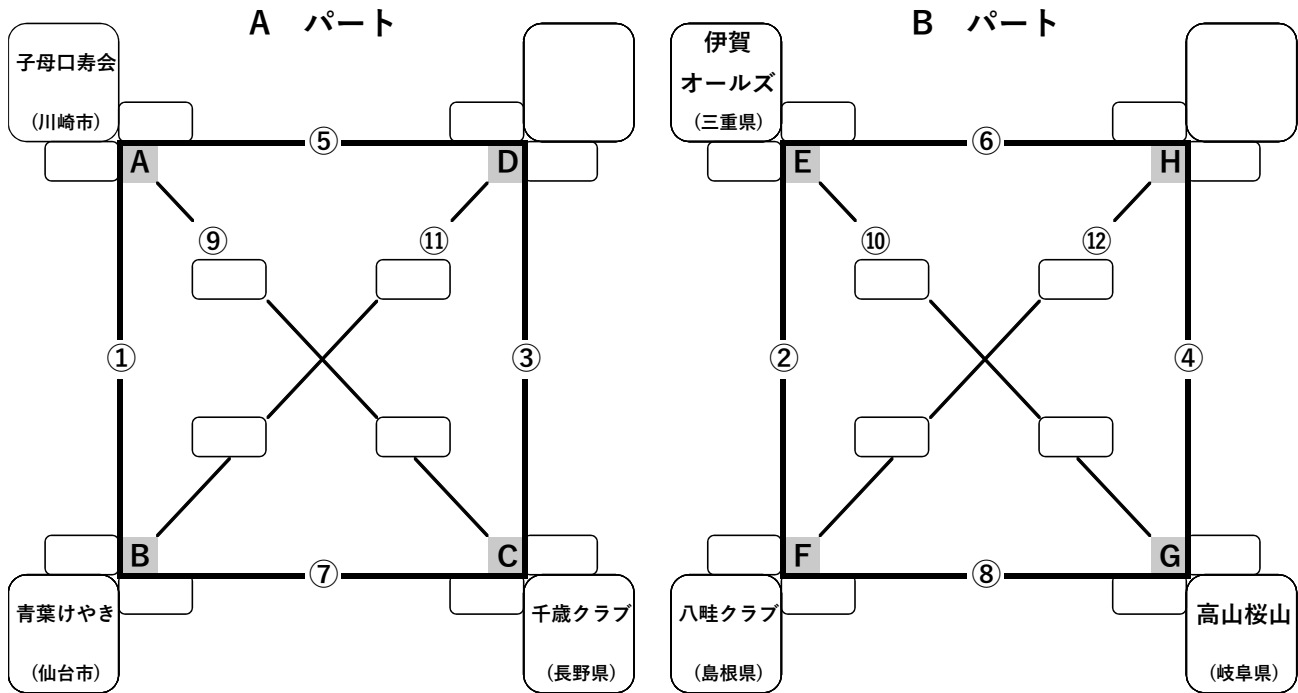 A パート
子母口寿会
(川崎市)
⑤
A
D
⑨
⑪
①
③
B
C
⑦
青葉けやき
(仙台市)
千歳クラブ
(長野県)
B パート
伊賀
オールズ
(三重県)
⑥
E
H
⑩
⑫
②
④
F
G
⑧
八畦クラブ
(島根県)
高山桜山
(岐阜県)